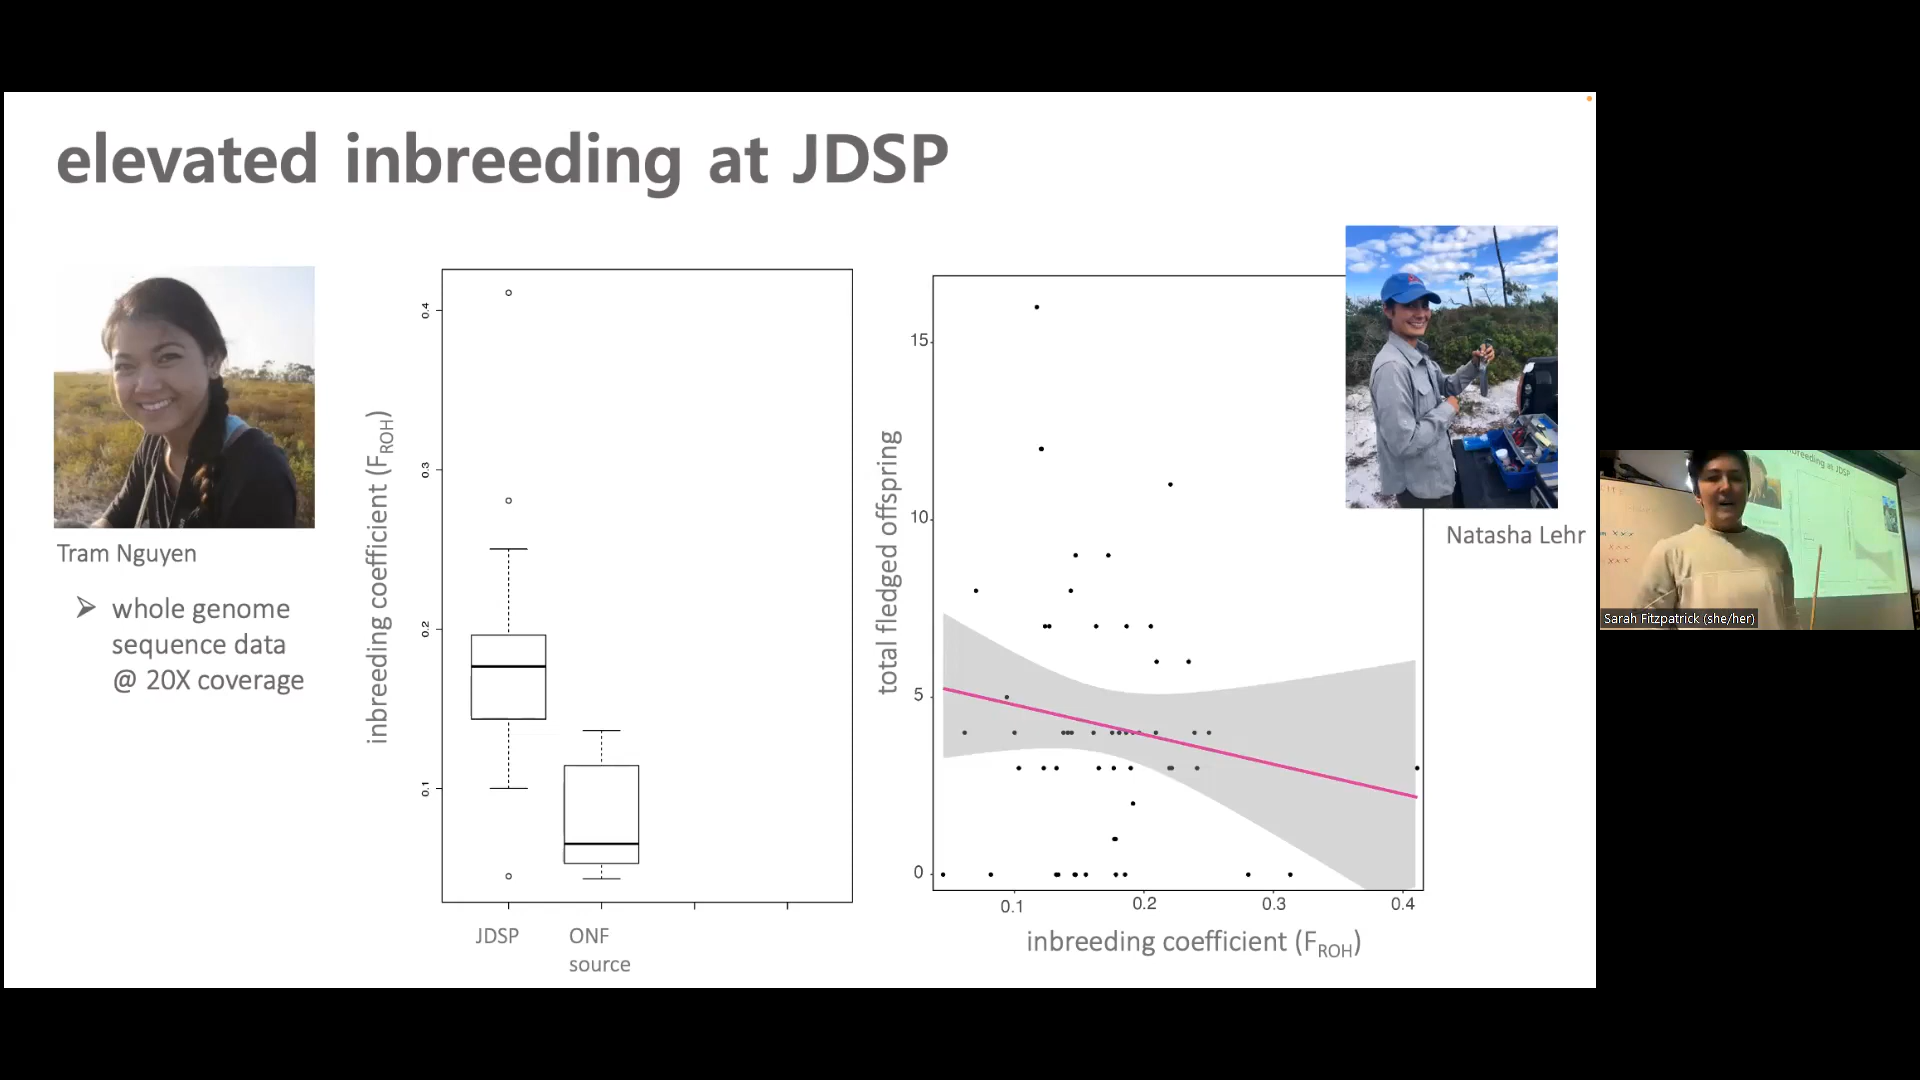 elevated inbreeding at JDSP
Tram Nguyen
➢ whole genome
sequence data
@ 20X coverage
inbreeding coefficient (FROH)
0.4
0.3
0.2
0.1
JDSP
ONF
source
total fledged offspring
15
10
5
0
0.1
0.2
0.3
0.4
inbreeding coefficient (FROH)
Natasha Lehr
Sarah Fitzpatrick (she/her)